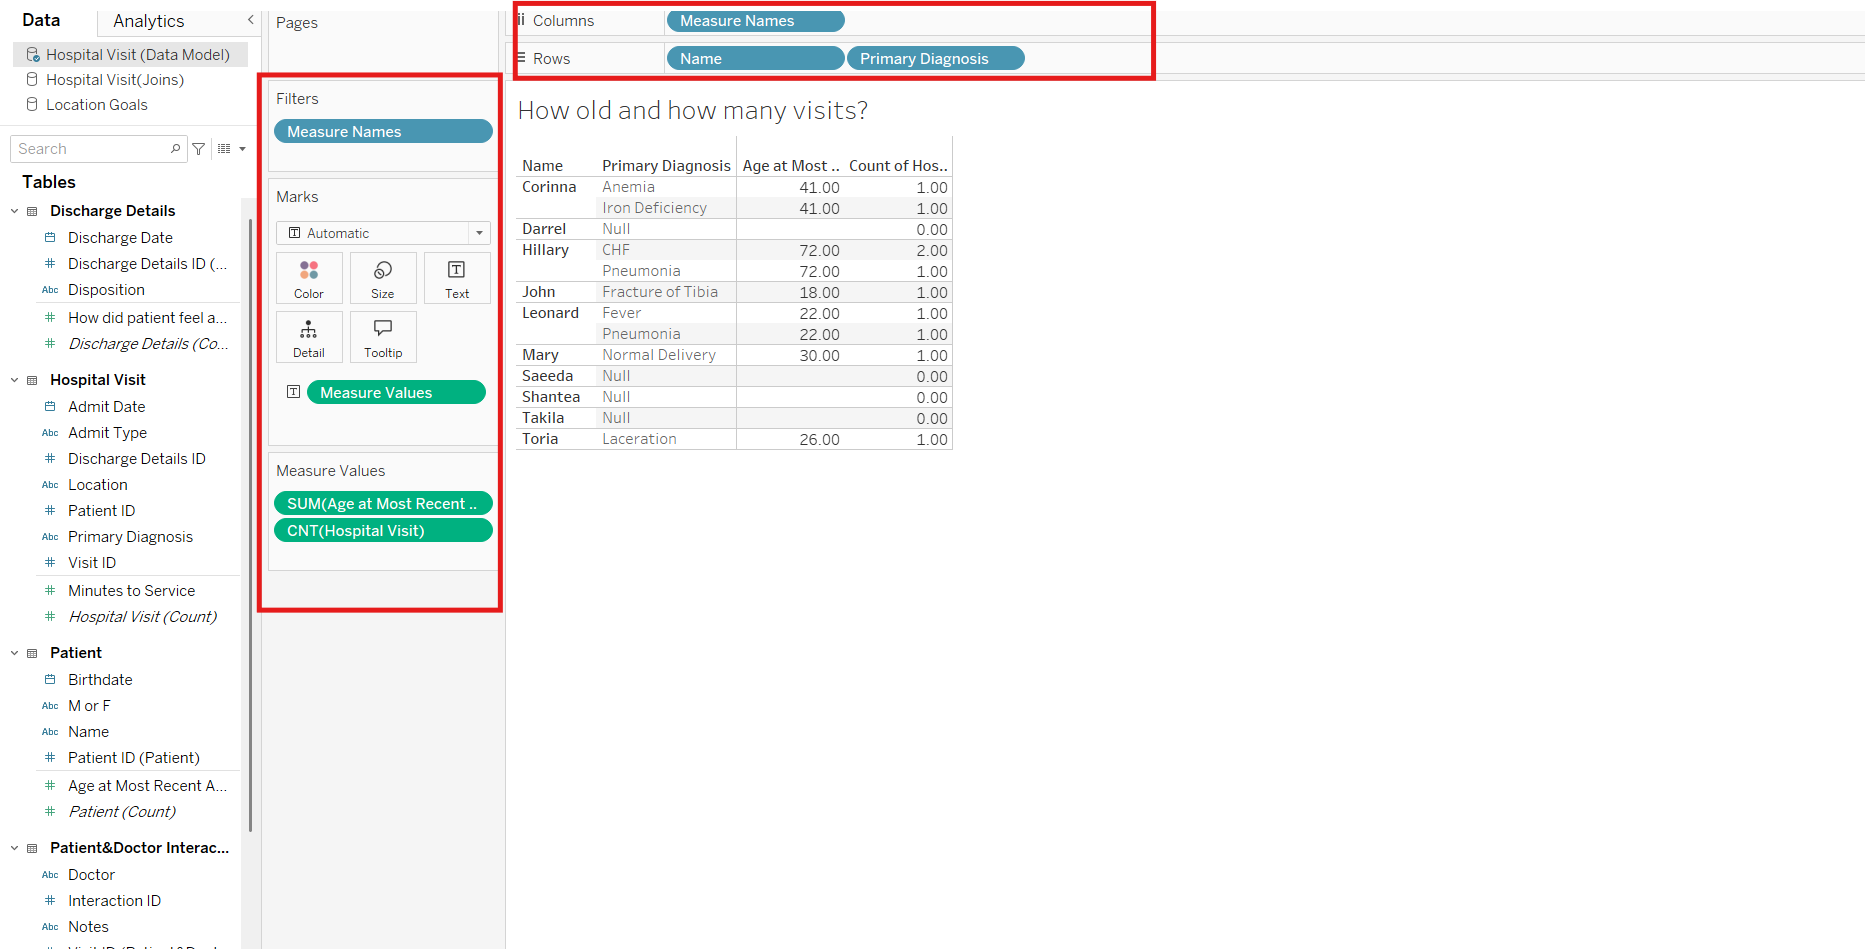 Data
Analytics
Hospital Visit (Data Model)
Hospital Visit(Joins)
Location Goals
Search
Tables
Discharge Details
Discharge Date
Discharge Details ID (...
Abc Disposition
How did patient feel a...
Discharge Details (Co...
Hospital Visit
Admit Date
Abc Admit Type
Discharge Details ID
Abc Location
Patient ID
Abc Primary Diagnosis
Visit ID
Minutes to Service
Hospital Visit (Count)
Patient
Birthdate
Abc M or F
Abc Name
Patient ID (Patient)
Age at Most Recent A...
Patient (Count)
Patient&Doctor Interac...
Abc Doctor
Interaction ID
Abc Notes
Pages
Filters
Measure Names
Marks
Automatic
Color Size Text
Detail Tooltip
Measure Values
Measure Values
SUM(Age at Most Recent ..
CNT(Hospital Visit)
Columns Measure Names
Rows Name Primary Diagnosis
How old and how many visits?
Name Primary Diagnosis Age at Most .. Count of Hos..
Corinna Anemia 41.00 1.00
Iron Deficiency 41.00 1.00
Darrel Null 0.00
Hillary CHF 72.00 2.00
Pneumonia 72.00 1.00
John Fracture of Tibia 18.00 1.00
Leonard Fever 22.00 1.00
Pneumonia 22.00 1.00
Mary Normal Delivery 30.00 1.00
Saeeda Null 0.00
Shantea Null 0.00
Takila Null 0.00
Toria Laceration 26.00 1.00